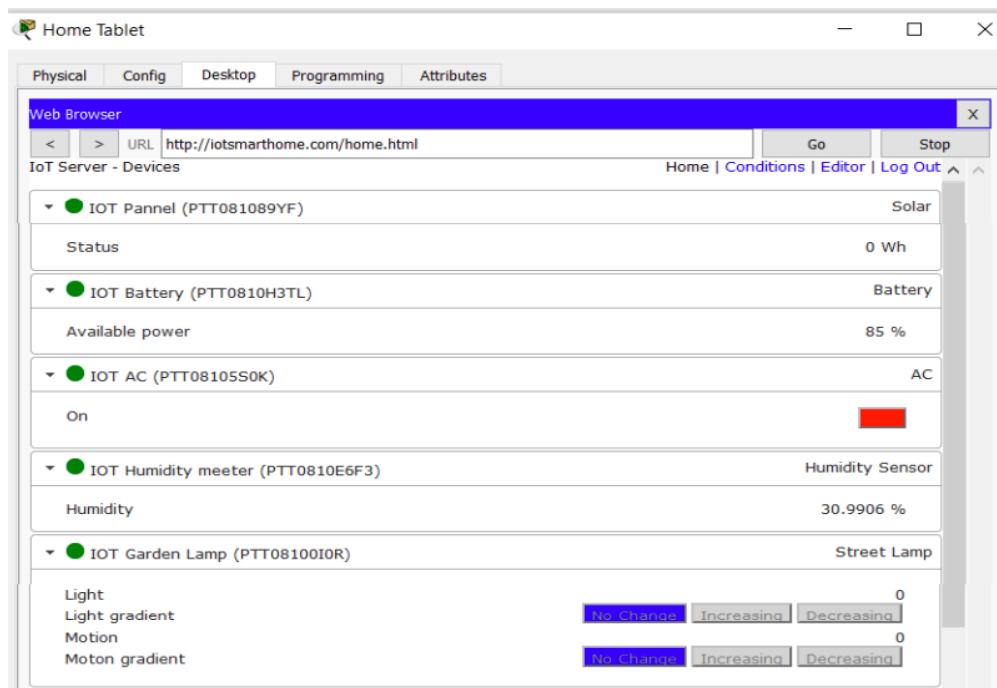 Home Tablet
Physical Config Desktop Programming Attributes
Web Browser X
< > URL http://iotsmarthome.com/home.html Go Stop
IoT Server - Devices Home | Conditions | Editor | Log Out
IOT Pannel (PTT081089YF) Solar
Status 0 Wh
IOT Battery (PTT0810H3TL) Battery
Available power 85 %
IOT AC (PTT08105S0K) AC
On
IOT Humidity meeter (PTT0810E6F3) Humidity Sensor
Humidity 30.9906 %
IOT Garden Lamp (PTT08100I0R) Street Lamp
Light 0
Light gradient No Change Increasing Decreasing
Motion 0
Moton gradient No Change Increasing Decreasing